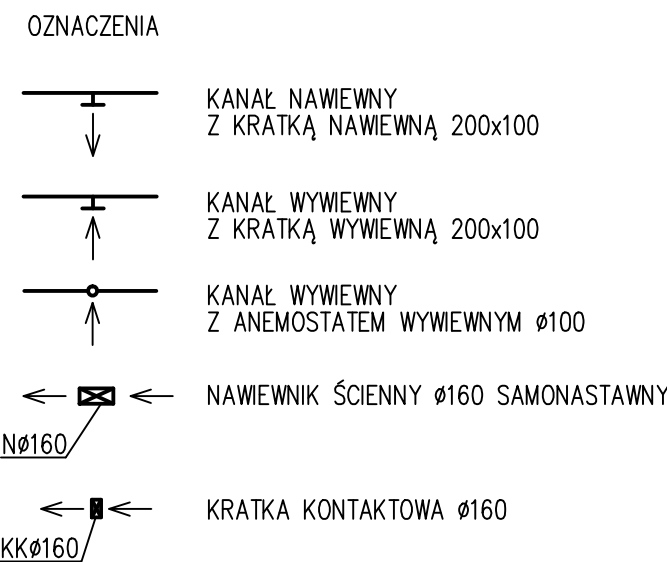 OZNACZENIA
KANAŁ NAWIEWNY
Z KRATKĄ NAWIEWNĄ 200x100
KANAŁ WYWIEWNY
Z KRATKĄ WYWIEWNĄ 200x100
KANAŁ WYWIEWNY
Z ANEMOSTATEM WYWIEWNYM ø100
NAWIEWNIK ŚCIENNY ø160 SAMONASTAWNY
Nø160
KRATKA KONTAKTOWA ø160
KKø160